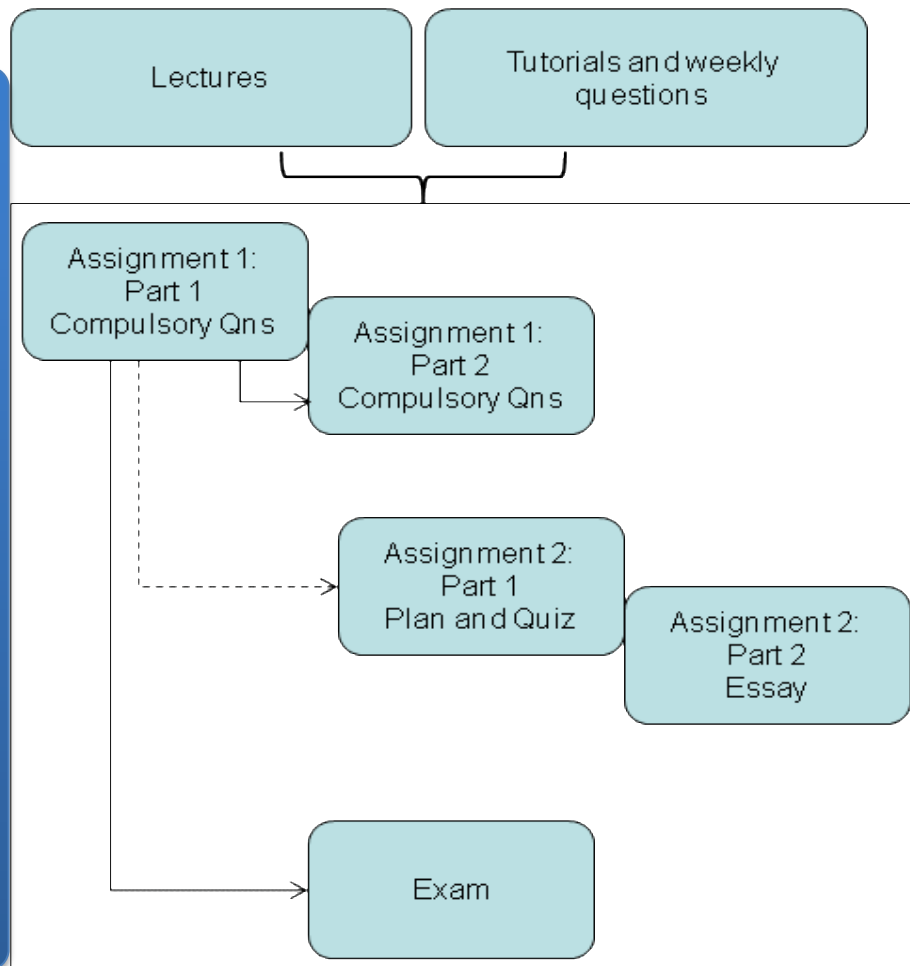 Lectures
Tutorials and weekly
questions
Assignment 1:
Part 1
Compulsory Qns
Assignment 1:
Part 2
Compulsory Qns
Assignment 2:
Part 1
Plan and Quiz
Assignment 2:
Part 2
Essay
Exam